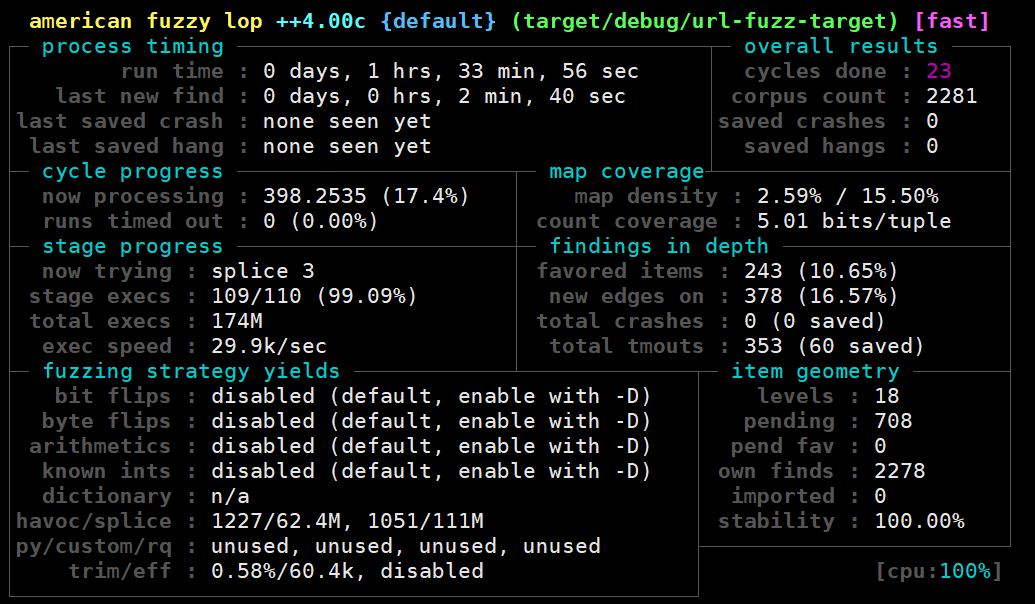 american fuzzy lop ++4.00c {default} (target/debug/url-fuzz-target) [fast]
process timing
run time : 0 days, 1 hrs, 33 min, 56 sec
last new find : 0 days, 0 hrs, 2 min, 40 sec
last saved crash : none seen yet
last saved hang : none seen yet
overall results
cycles done : 23
corpus count : 2281
saved crashes : 0
saved hangs : 0
cycle progress
now processing : 398.2535 (17.4%)
runs timed out : 0 (0.00%)
map coverage
map density : 2.59% / 15.50%
count coverage : 5.01 bits/tuple
stage progress
now trying : splice 3
stage execs : 109/110 (99.09%)
total execs : 174M
exec speed : 29.9k/sec
findings in depth
favored items : 243 (10.65%)
new edges on : 378 (16.57%)
total crashes : 0 (0 saved)
total tmouts : 353 (60 saved)
fuzzing strategy yields
bit flips : disabled (default, enable with -D)
byte flips : disabled (default, enable with -D)
arithmetics : disabled (default, enable with -D)
known ints : disabled (default, enable with -D)
dictionary : n/a
havoc/splice : 1227/62.4M, 1051/111M
py/custom/rq : unused, unused, unused, unused
trim/eff : 0.58%/60.4k, disabled
item geometry
levels : 18
pending : 708
pend fav : 0
own finds : 2278
imported : 0
stability : 100.00%
[cpu:100%]